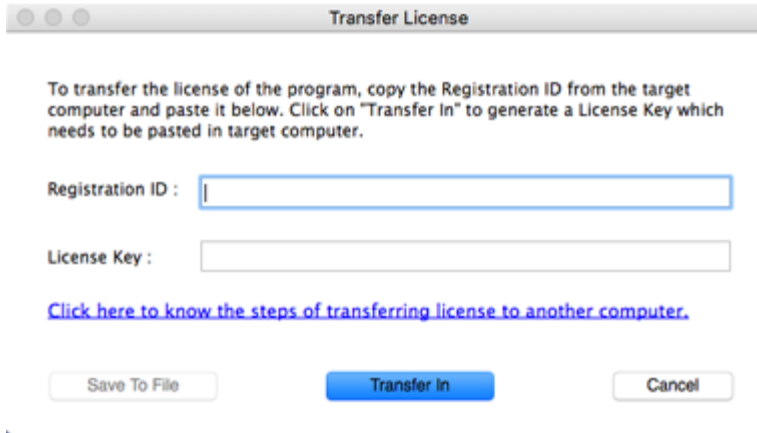 Transfer License
To transfer the license of the program, copy the Registration ID from the target
computer and paste it below. Click on "Transfer In" to generate a License Key which
needs to be pasted in target computer.
Registration ID :
License Key :
Click here to know the steps of transferring license to another computer.
Save To File
Transfer In
Cancel